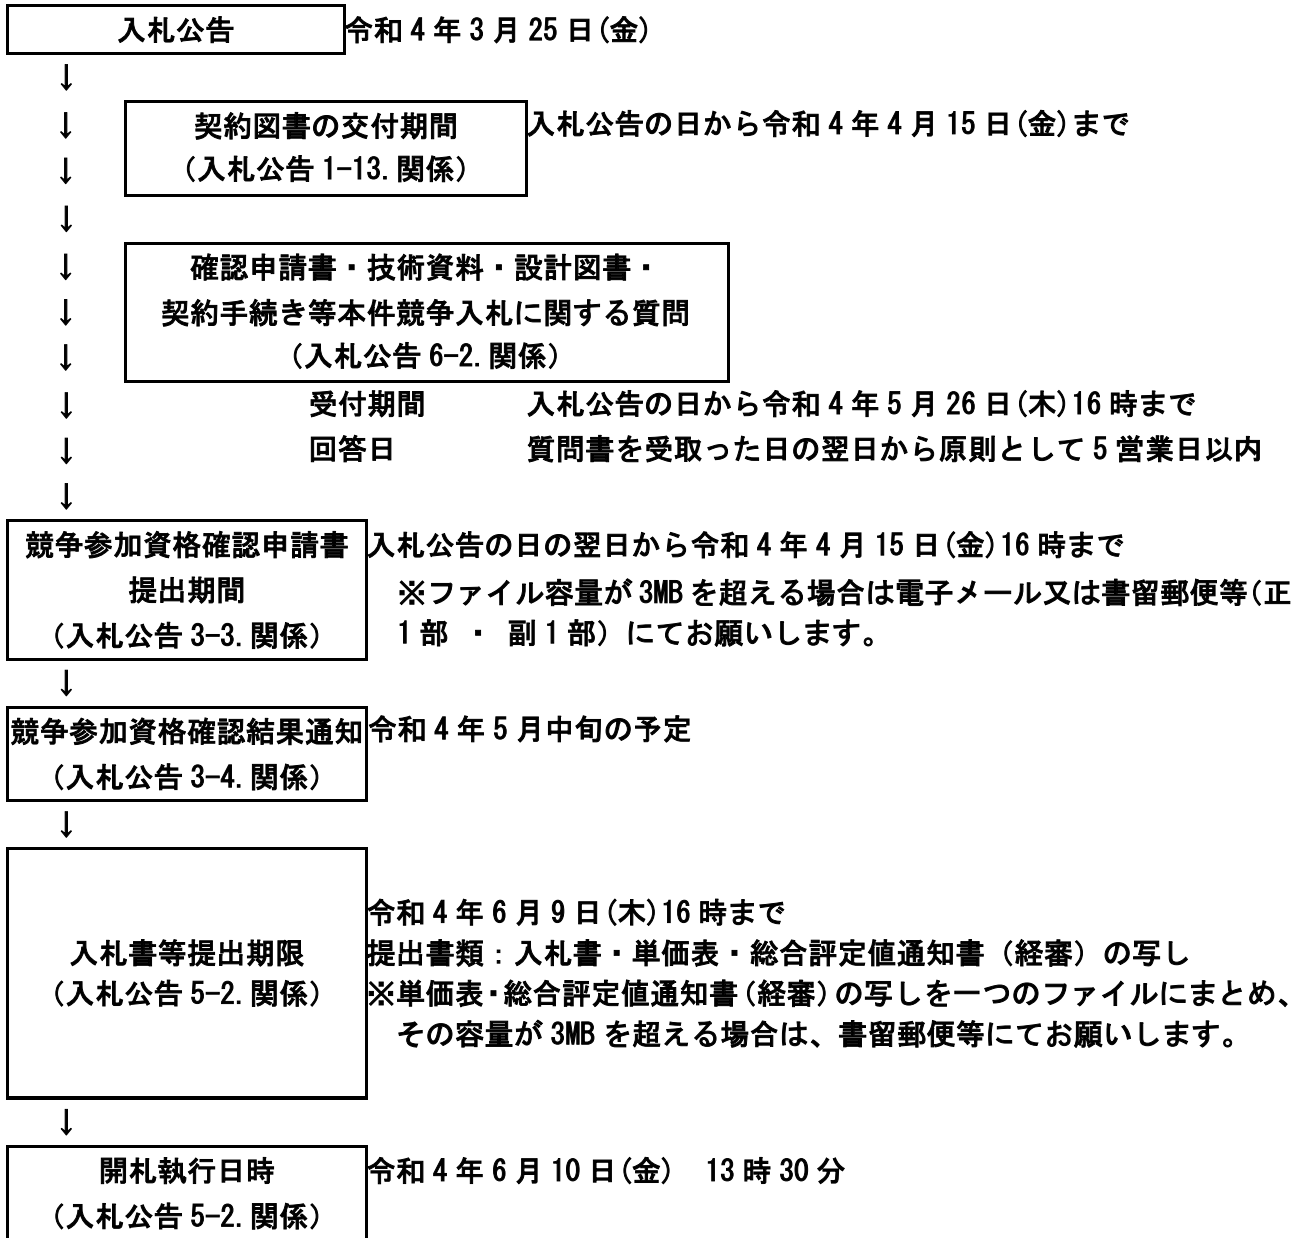 入札公告 令和4年3月25日(金)
↓
↓ 契約図書の交付期間 入札公告の日から令和4年4月15日(金)まで
↓ (入札公告1-13.関係)
↓
↓ 確認申請書・技術資料・設計図書・
↓ 契約手続き等本件競争入札に関する質問
↓ (入札公告6-2.関係)
↓ 受付期間 入札公告の日から令和4年5月26日(木)16時まで
↓ 回答日 質問書を受取った日の翌日から原則として5営業日以内
↓
競争参加資格確認申請書 入札公告の日の翌日から令和4年4月15日(金)16時まで
提出期間 ※ファイル容量が3MBを超える場合は電子メール又は書留郵便等(正
(入札公告3-3.関係) 1部 ・ 副1部) にてお願いします。
↓
競争参加資格確認結果通知 令和4年5月中旬の予定
(入札公告3-4.関係)
↓
令和4年6月9日(木)16時まで
入札書等提出期限 提出書類：入札書・単価表・総合評定値通知書（経審）の写し
(入札公告5-2.関係) ※単価表・総合評定値通知書(経審)の写しを一つのファイルにまとめ、
その容量が3MBを超える場合は、書留郵便等にてお願いします。
↓
開札執行日時 令和4年6月10日(金) 13時30分
(入札公告5-2.関係)